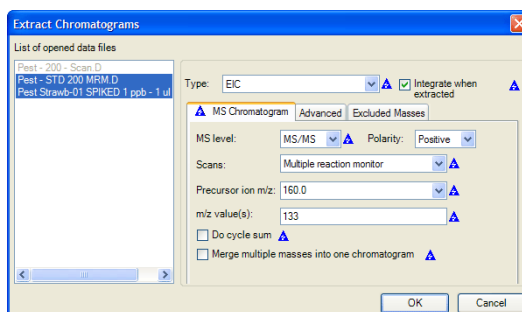 Extract Chromatograms
List of opened data files
Pest - 200 - Scan.D
Pest - STD 200 MRM.D
Pest Strawb-01 SPIKED 1 ppb - 1 ul
Type: EIC Integrate when extracted
MS Chromatogram Advanced Excluded Masses
MS level: MS/MS Polarity: Positive
Scans: Multiple reaction monitor
Precursor ion m/z: 160.0
m/z value(s): 133
Do cycle sum
Merge multiple masses into one chromatogram
OK Cancel